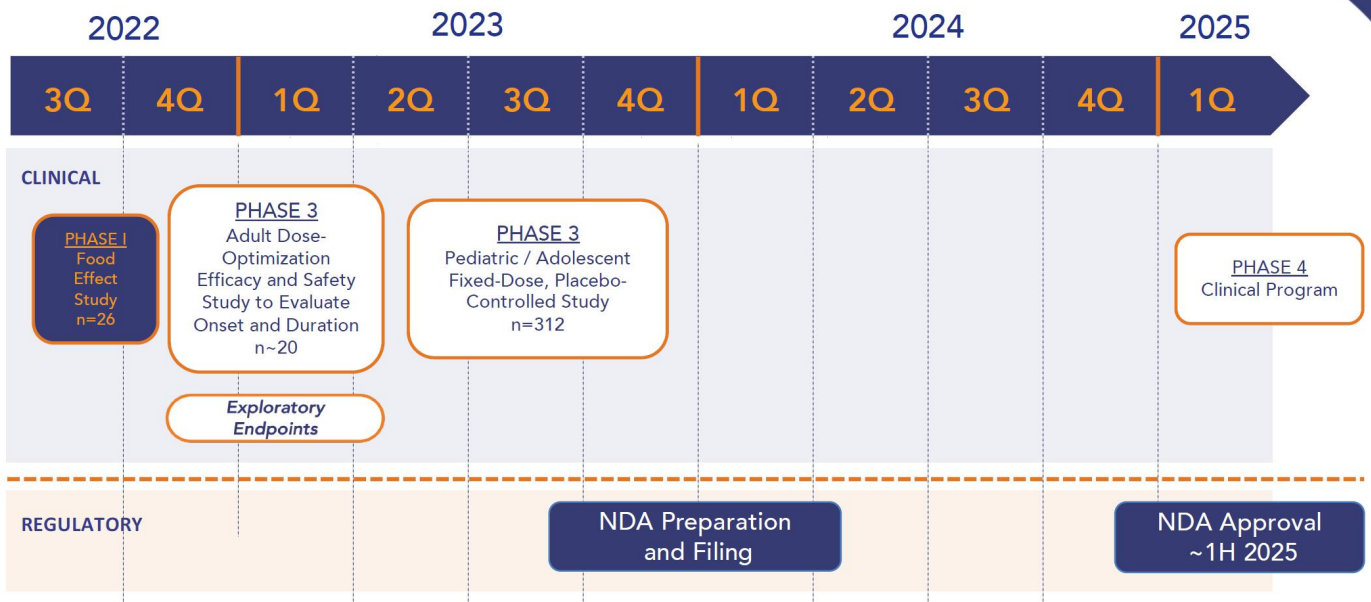 2022 2023 2024 2025
3Q 4Q 1Q 2Q 3Q 4Q 1Q 2Q 3Q 4Q 1Q
CLINICAL
PHASE I
Food
Effect
Study
n=26
PHASE 3
Adult Dose-
Optimization
Efficacy and Safety
Study to Evaluate
Onset and Duration
n~20
Exploratory
Endpoints
PHASE 3
Pediatric / Adolescent
Fixed-Dose, Placebo-
Controlled Study
n=312
PHASE 4
Clinical Program
REGULATORY
NDA Preparation
and Filing
NDA Approval
~1H 2025